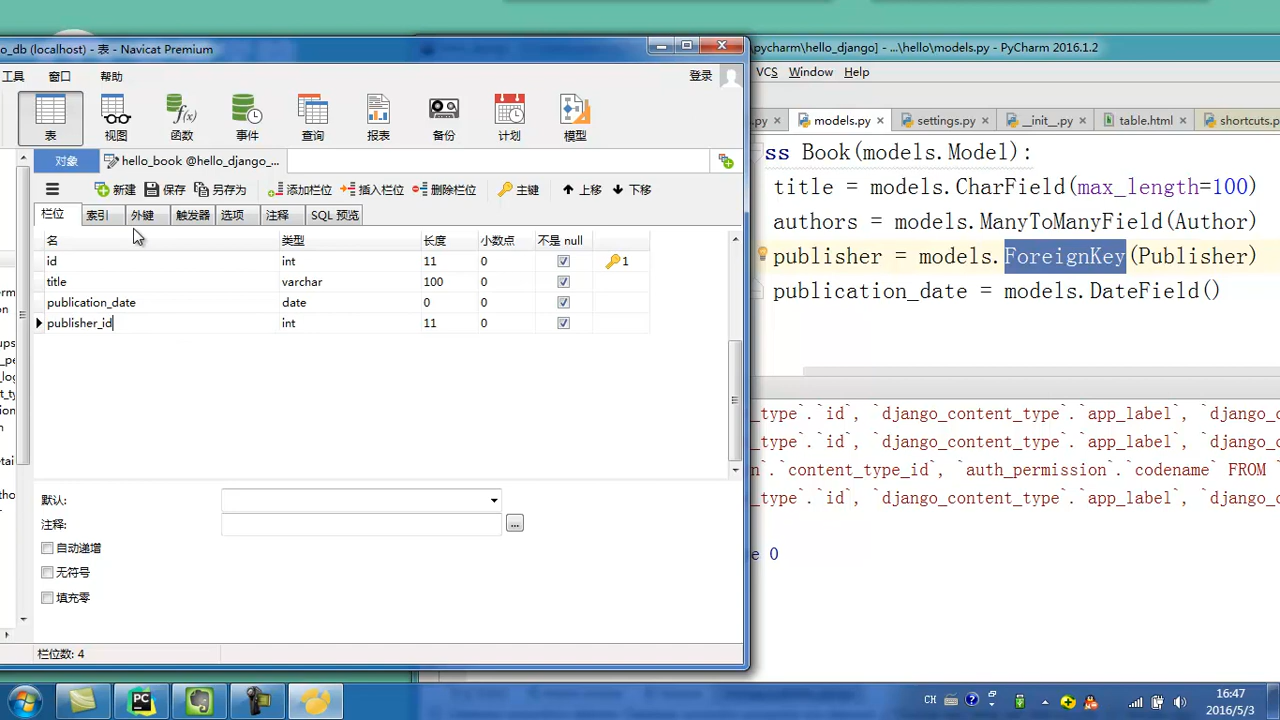 o_db (localhost) - 表 - Navicat Premium
工具 窗口 帮助 登录
表 视图 函数 事件 查询 报表 备份 计划 模型
对象 hello_book @hello_django_...
新建 保存 另存为 添加栏位 插入栏位 删除栏位 主键 上移 下移
栏位 索引 外键 触发器 选项 注释 SQL 预览
名 类型 长度 小数点 不是 null
id int 11 0 1
title varchar 100 0
publication_date date 0 0
publisher_id int 11 0
默认:
注释: ...
自动递增
无符号
填充零
栏位数: 4
pycharm\hello_django] - ...\hello\models.py - PyCharm 2016.1.2
VCS Window Help
.py models.py settings.py __init__.py table.html shortcuts.
ss Book(models.Model):
title = models.CharField(max_length=100)
authors = models.ManyToManyField(Author)
publisher = models.ForeignKey(Publisher)
publication_date = models.DateField()
_type`.`id`, `django_content_type`.`app_label`, `django_c
_type`.`id`, `django_content_type`.`app_label`, `django_c
n`.`content_type_id`, `auth_permission`.`codename` FROM `
_type`.`id`, `django_content_type`.`app_label`, `django_c
e 0
CH
16:47
2016/5/3